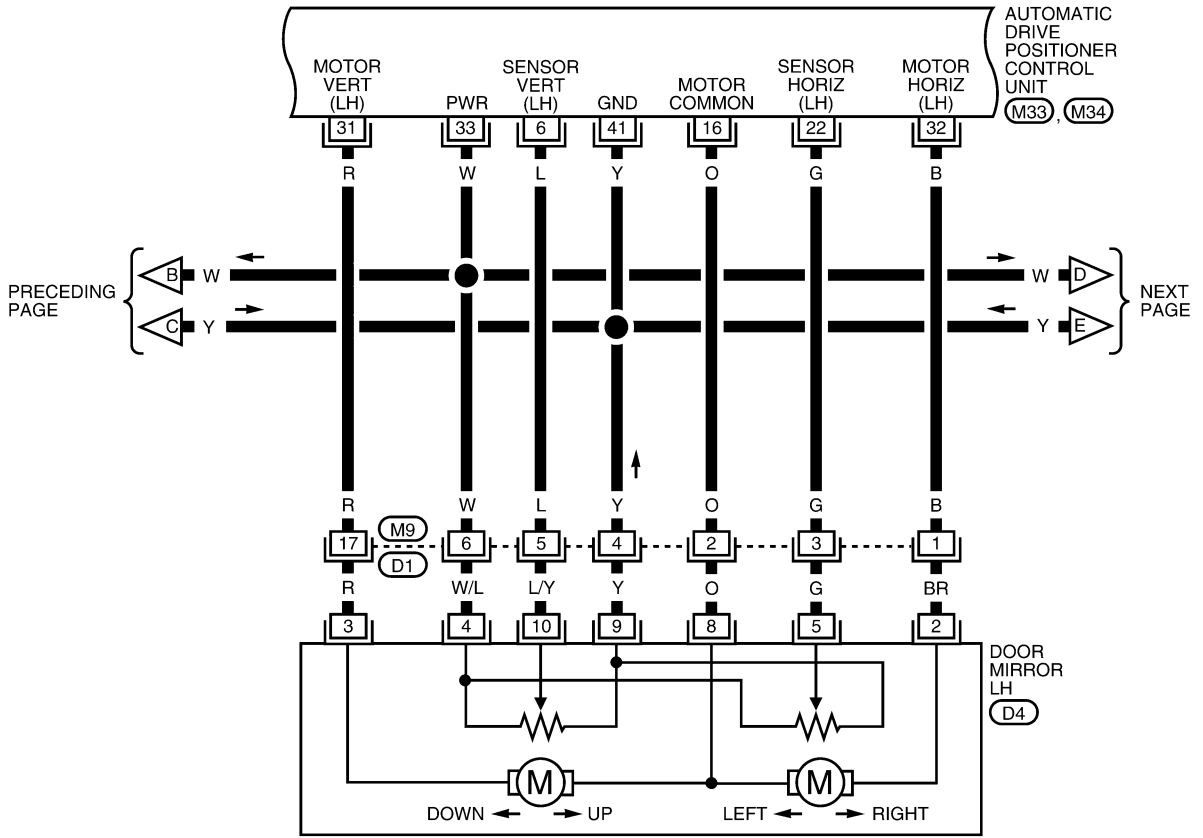 AUTOMATIC
DRIVE
POSITIONER
CONTROL
UNIT
M33 , M34
MOTOR
VERT
(LH)
PWR
SENSOR
VERT
(LH)
GND
MOTOR
COMMON
SENSOR
HORIZ
(LH)
MOTOR
HORIZ
(LH)
31 33 6 41 16 22 32
R W L Y O G B
PRECEDING
PAGE
B W
C Y
W D
Y E
NEXT
PAGE
R W L Y O G B
M9
17 6 5 4 2 3 1
D1
R W/L L/Y Y O G BR
3 4 10 9 8 5 2
DOOR
MIRROR
LH
D4
M M
DOWN UP LEFT RIGHT